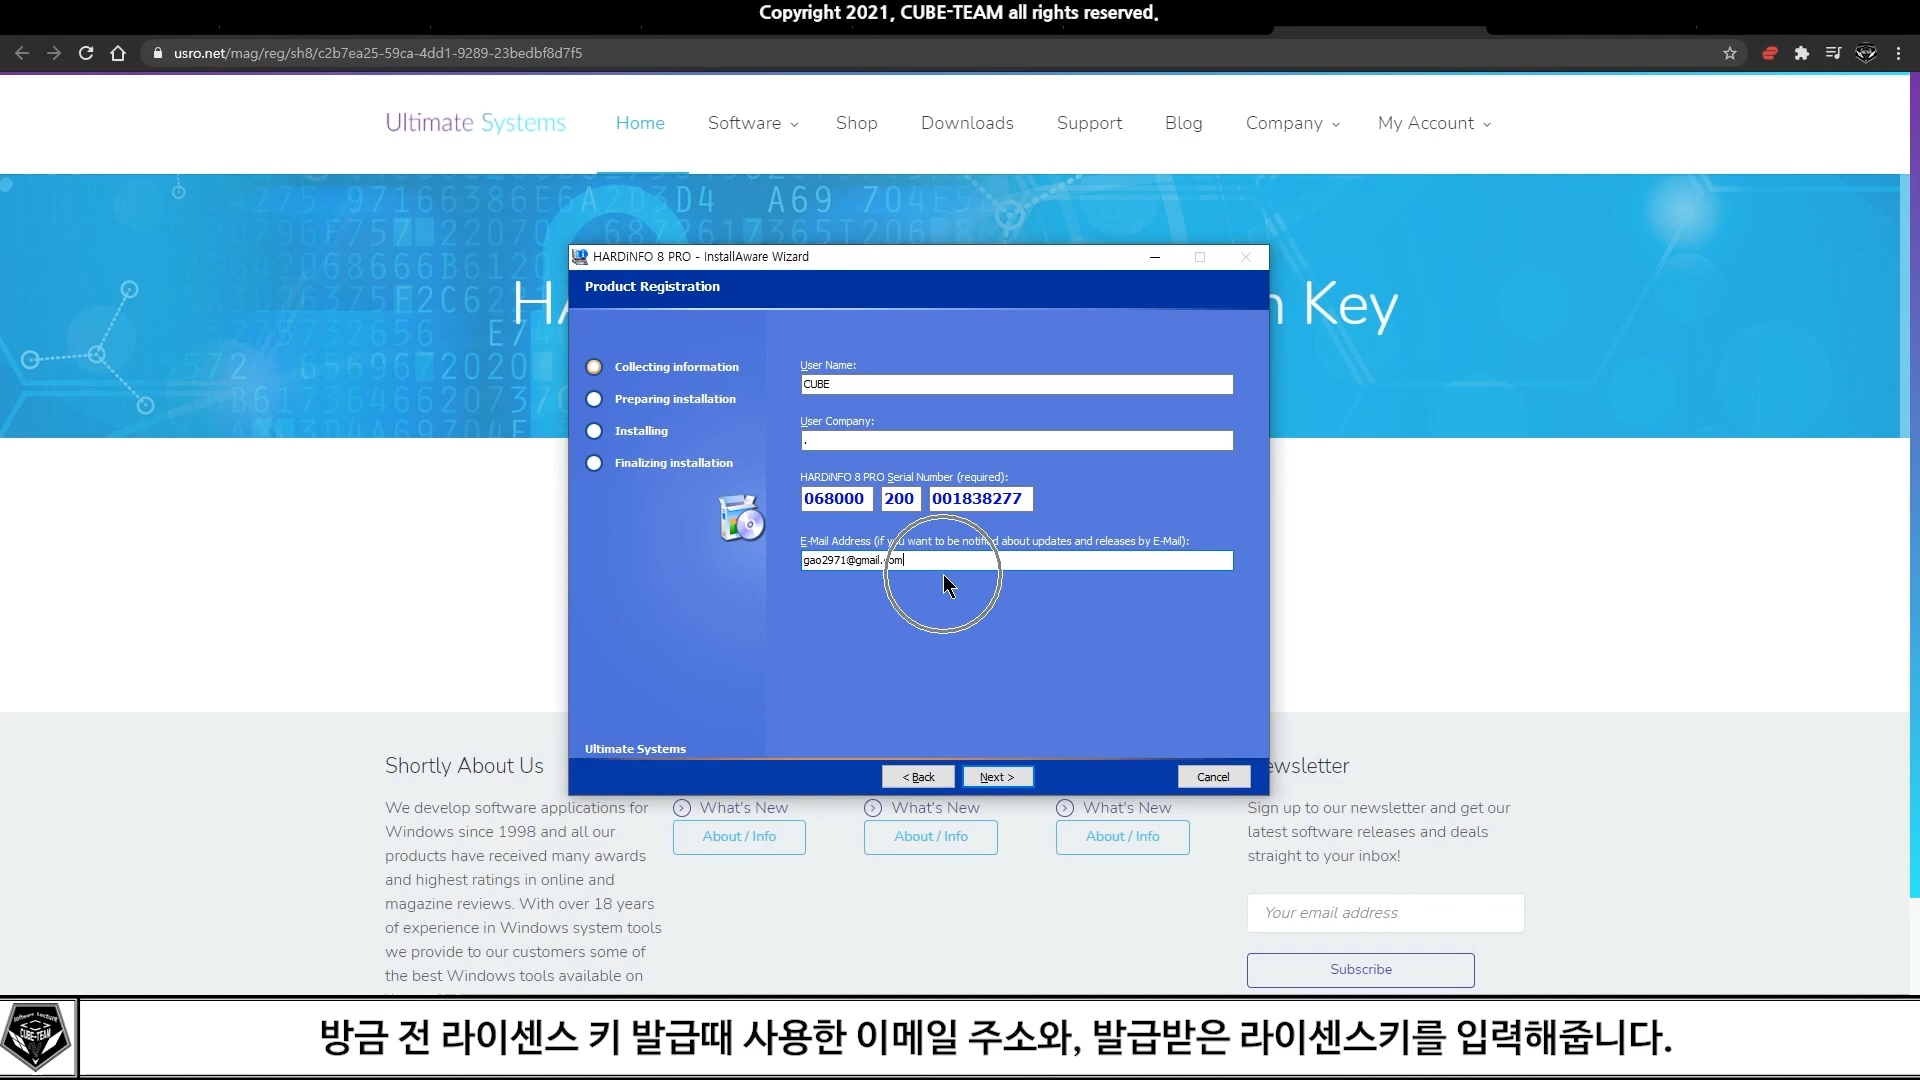 Copyright 2021, CUBE-TEAM all rights reserved.
usro.net/mag/reg/sh8/c2b7ea25-59ca-4dd1-9289-23bedbf8d7f5
Ultimate Systems
Home
Software
Shop
Downloads
Support
Blog
Company
My Account
HARDiNFO 8 PRO - InstallAware Wizard
Product Registration
n Key
Collecting information
Preparing installation
Installing
Finalizing installation
User Name:
CUBE
User Company:
.
HARDiNFO 8 PRO Serial Number (required):
068000 200 001838277
E-Mail Address (if you want to be notified about updates and releases by E-Mail):
gao2971@gmail.com
Ultimate Systems
< Back
Next >
Cancel
Shortly About Us
We develop software applications for
Windows since 1998 and all our
products have received many awards
and highest ratings in online and
magazine reviews. With over 18 years
of experience in Windows system tools
we provide to our customers some of
the best Windows tools available on
What's New
About / Info
What's New
About / Info
What's New
About / Info
ewsletter
Sign up to our newsletter and get our
latest software releases and deals
straight to your inbox!
Your email address
Subscribe
CUBE-TEAM
방금 전 라이센스 키 발급때 사용한 이메일 주소와, 발급받은 라이센스키를 입력해줍니다.